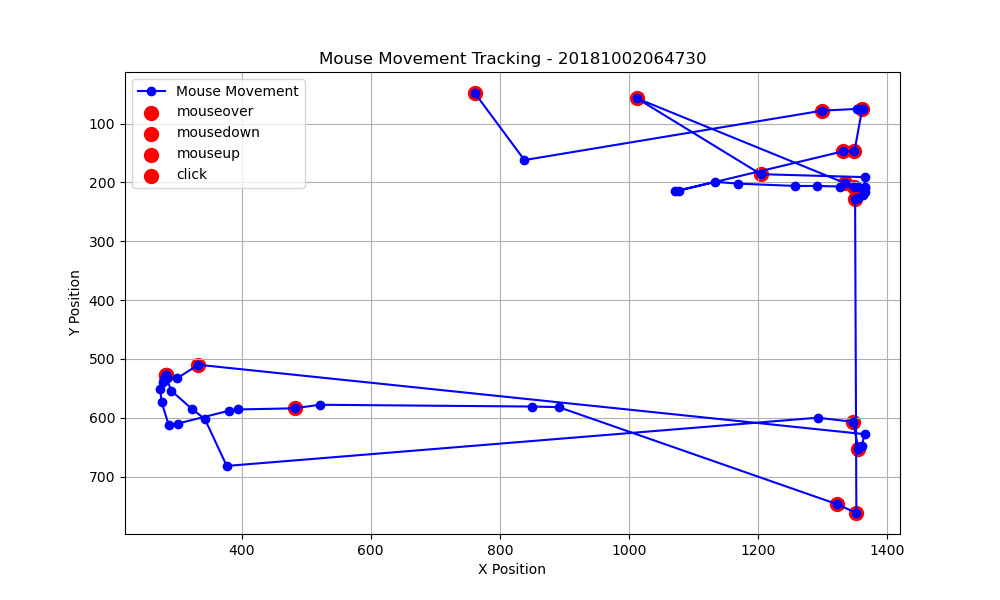 Mouse Movement Tracking - 20181002064730
Mouse Movement
mouseover
mousedown
mouseup
click
100
200
300
400
500
600
700
Y Position
400 600 800 1000 1200 1400
X Position